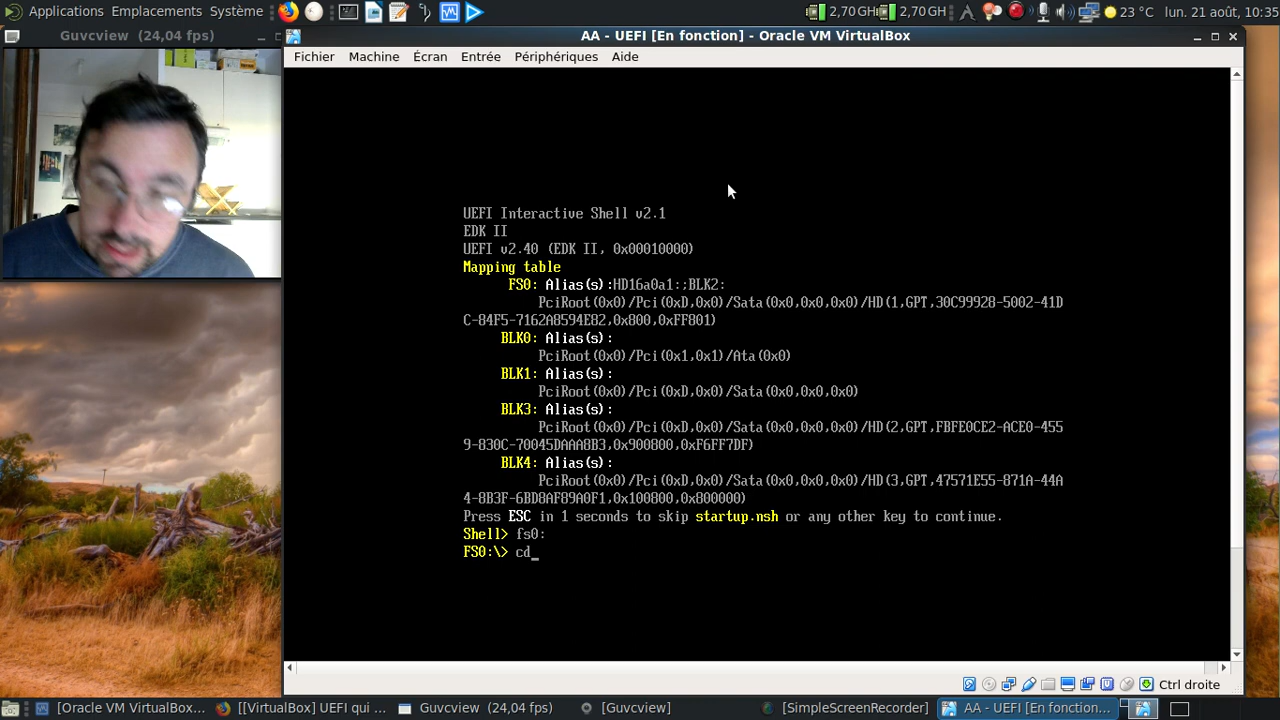 Applications Emplacements Système
2,70 GH 2,70 GH 23 °C lun. 21 août, 10:35
Guvcview (24,04 fps)
AA - UEFI [En fonction] - Oracle VM VirtualBox
Fichier Machine Écran Entrée Périphériques Aide
UEFI Interactive Shell v2.1
EDK II
UEFI v2.40 (EDK II, 0x00010000)
Mapping table
FS0: Alias(s):HD16a0a1:;BLK2:
PciRoot(0x0)/Pci(0xD,0x0)/Sata(0x0,0x0,0x0)/HD(1,GPT,30C99928-5002-41D
C-84F5-7162A8594E82,0x800,0xFF801)
BLK0: Alias(s):
PciRoot(0x0)/Pci(0x1,0x1)/Ata(0x0)
BLK1: Alias(s):
PciRoot(0x0)/Pci(0xD,0x0)/Sata(0x0,0x0,0x0)
BLK3: Alias(s):
PciRoot(0x0)/Pci(0xD,0x0)/Sata(0x0,0x0,0x0)/HD(2,GPT,FBFE0CE2-ACE0-455
9-830C-70045DAAA8B3,0x900800,0xF6FF7DF)
BLK4: Alias(s):
PciRoot(0x0)/Pci(0xD,0x0)/Sata(0x0,0x0,0x0)/HD(3,GPT,47571E55-871A-44A
4-8B3F-6BD8AF89A0F1,0x100800,0x800000)
Press ESC in 1 seconds to skip startup.nsh or any other key to continue.
Shell> fs0:
FS0:\> cd_
Ctrl droite
[Oracle VM VirtualBox... [[VirtualBox] UEFI qui ... Guvcview (24,04 fps) [Guvcview] [SimpleScreenRecorder] AA - UEFI [En fonction...